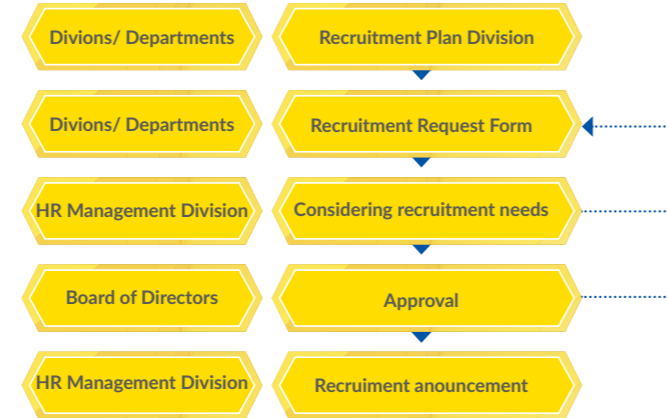 Divions/ Departments
Recruitment Plan Division
Divions/ Departments
Recruitment Request Form
HR Management Division
Considering recruitment needs
Board of Directors
Approval
HR Management Division
Recruiment anouncement